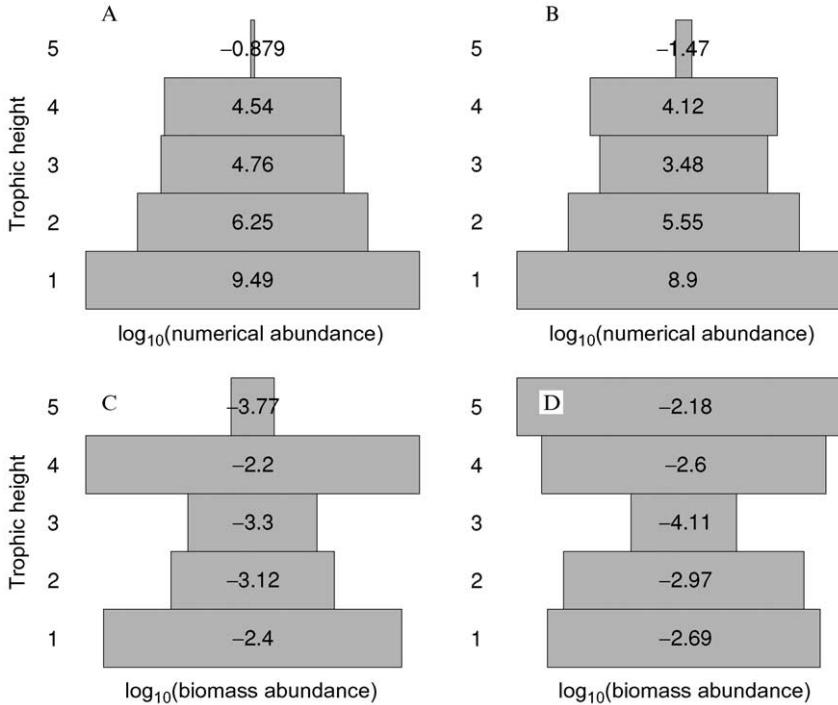 A
5 −0.879
4 4.54
3 4.76
2 6.25
1 9.49
Trophic height
log10(numerical abundance)
B
5 −1.47
4 4.12
3 3.48
2 5.55
1 8.9
log10(numerical abundance)
C
5 −3.77
4 −2.2
3 −3.3
2 −3.12
1 −2.4
Trophic height
log10(biomass abundance)
D
5 −2.18
4 −2.6
3 −4.11
2 −2.97
1 −2.69
log10(biomass abundance)